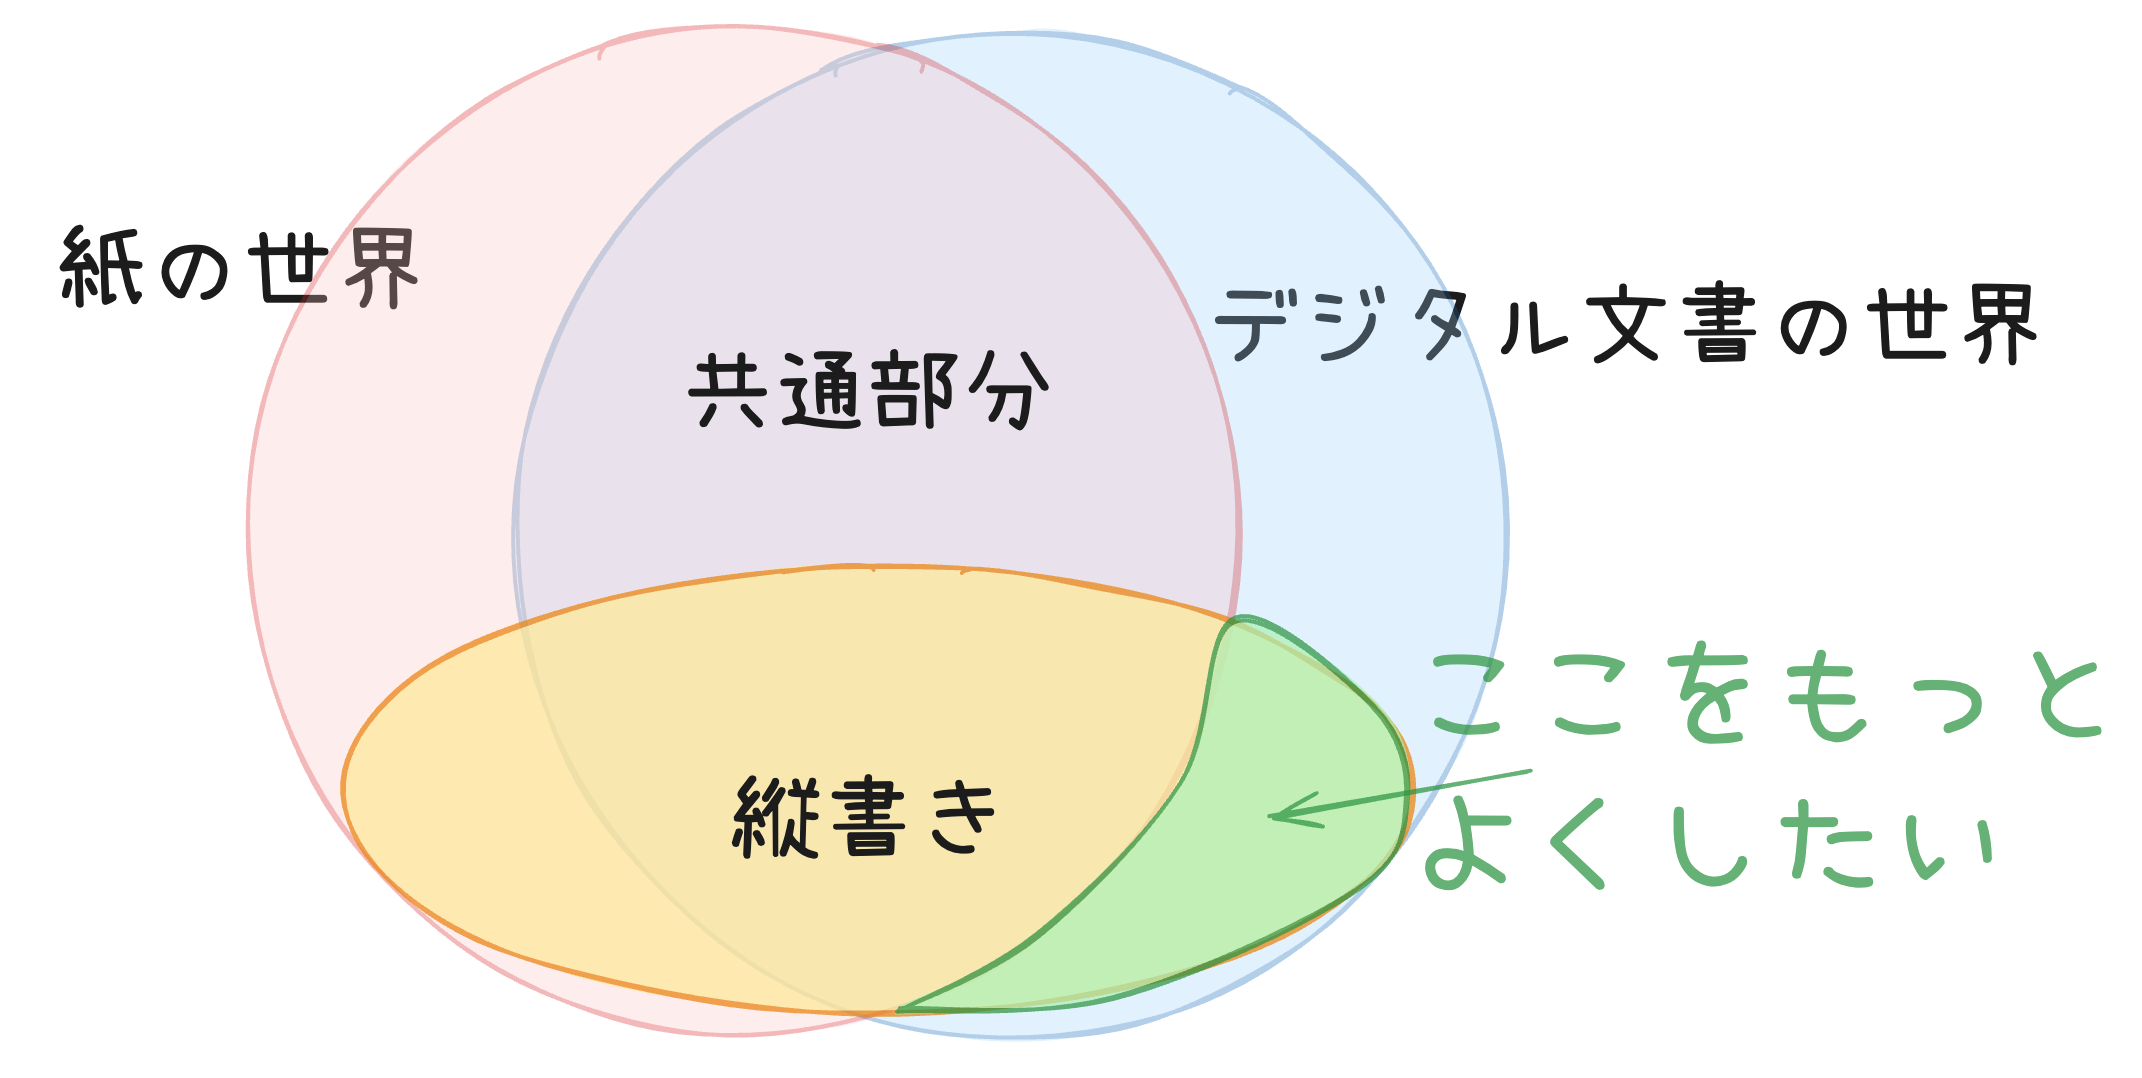 紙の世界
デジタル文書の世界
共通部分
縦書き
ここをもっと
よくしたい